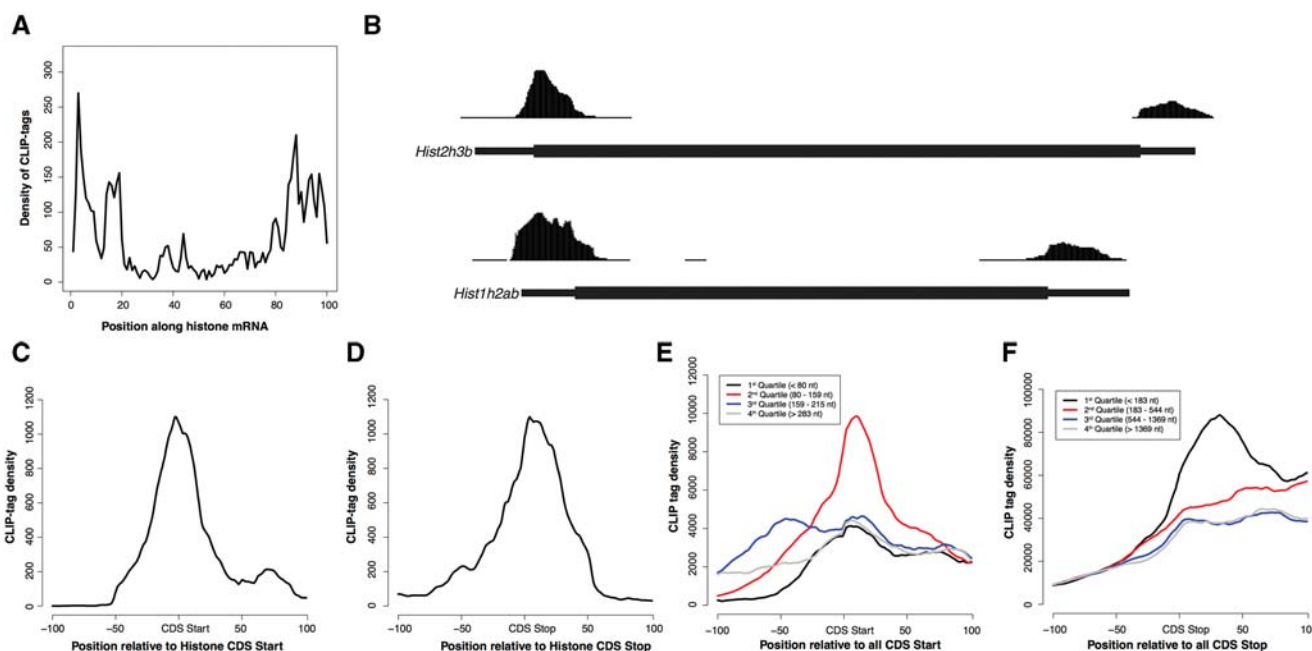 A
Density of CLIP-tags
300
250
200
150
100
50
0
0
20
40
60
80
100
Position along histone mRNA
B
Hist2h3b
Hist1h2ab
C
CLIP-tag density
1200
1000
800
600
400
200
0
−100
−50
CDS Start
50
100
Position relative to Histone CDS Start
D
CLIP-tag density
1200
1000
800
600
400
200
0
−100
−50
CDS Stop
50
100
Position relative to Histone CDS Stop
E
CLIP tag density
12000
10000
8000
6000
4000
2000
0
1st Quartile (< 80 nt)
2nd Quartile (80 - 159 nt)
3rd Quartile (159 - 215 nt)
4th Quartile (> 283 nt)
−100
−50
CDS Start
50
100
Position relative to all CDS Start
F
CLIP tag density
100000
80000
60000
40000
20000
0
1st Quartile (< 183 nt)
2nd Quartile (183 - 544 nt)
3rd Quartile (544 - 1369 nt)
4th Quartile (> 1369 nt)
−100
−50
CDS Stop
50
10
Position relative to all CDS Stop